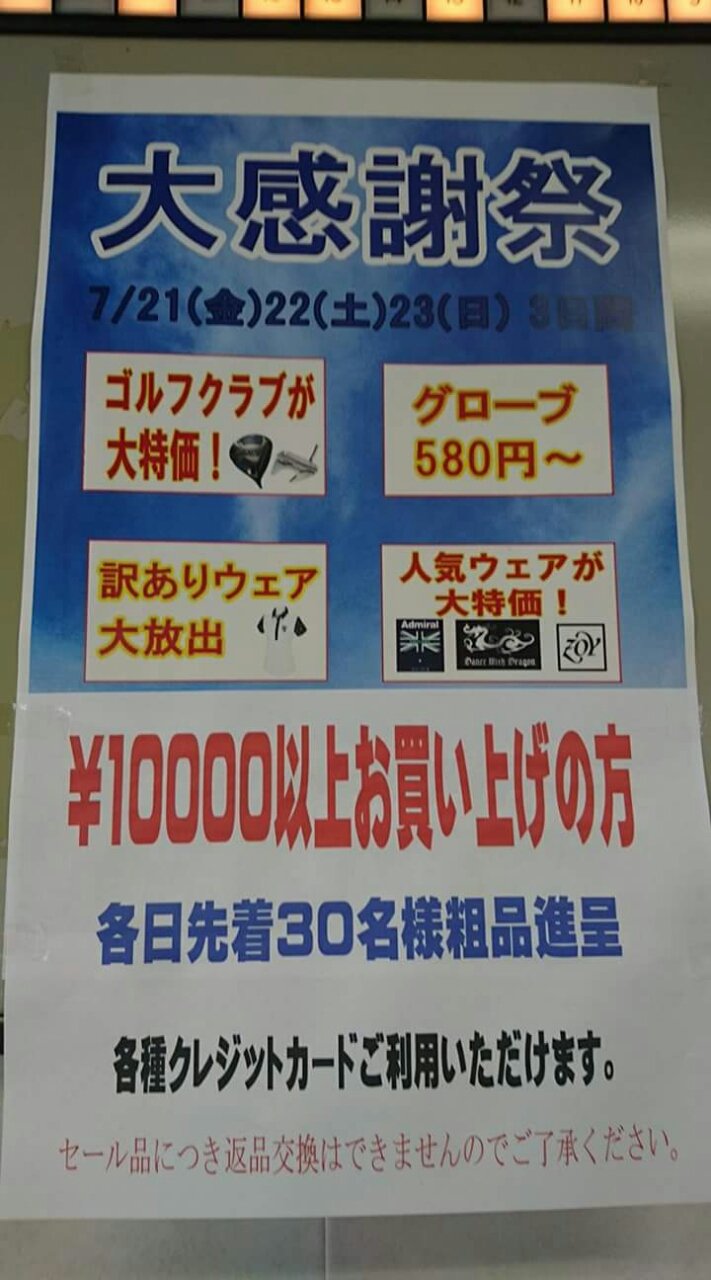 大感謝祭
7/21(金)22(土)23(日) 3日間
ゴルフクラブが
大特価！
グローブ
580円～
訳ありウェア
大放出
人気ウェアが
大特価！
Admiral
Dance With Dragon
ZOY
¥10000以上お買い上げの方
各日先着30名様粗品進呈
各種クレジットカードご利用いただけます。
セール品につき返品交換はできませんのでご了承ください。